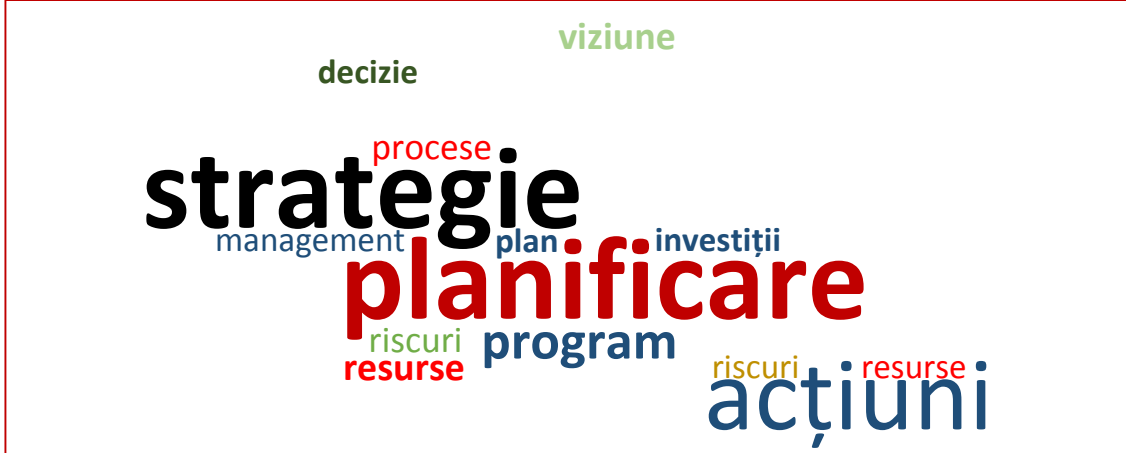 viziune
decizie
procese
strategie
management plan investiții
planificare
riscuri program
resurse
riscuri resurse
acțiuni